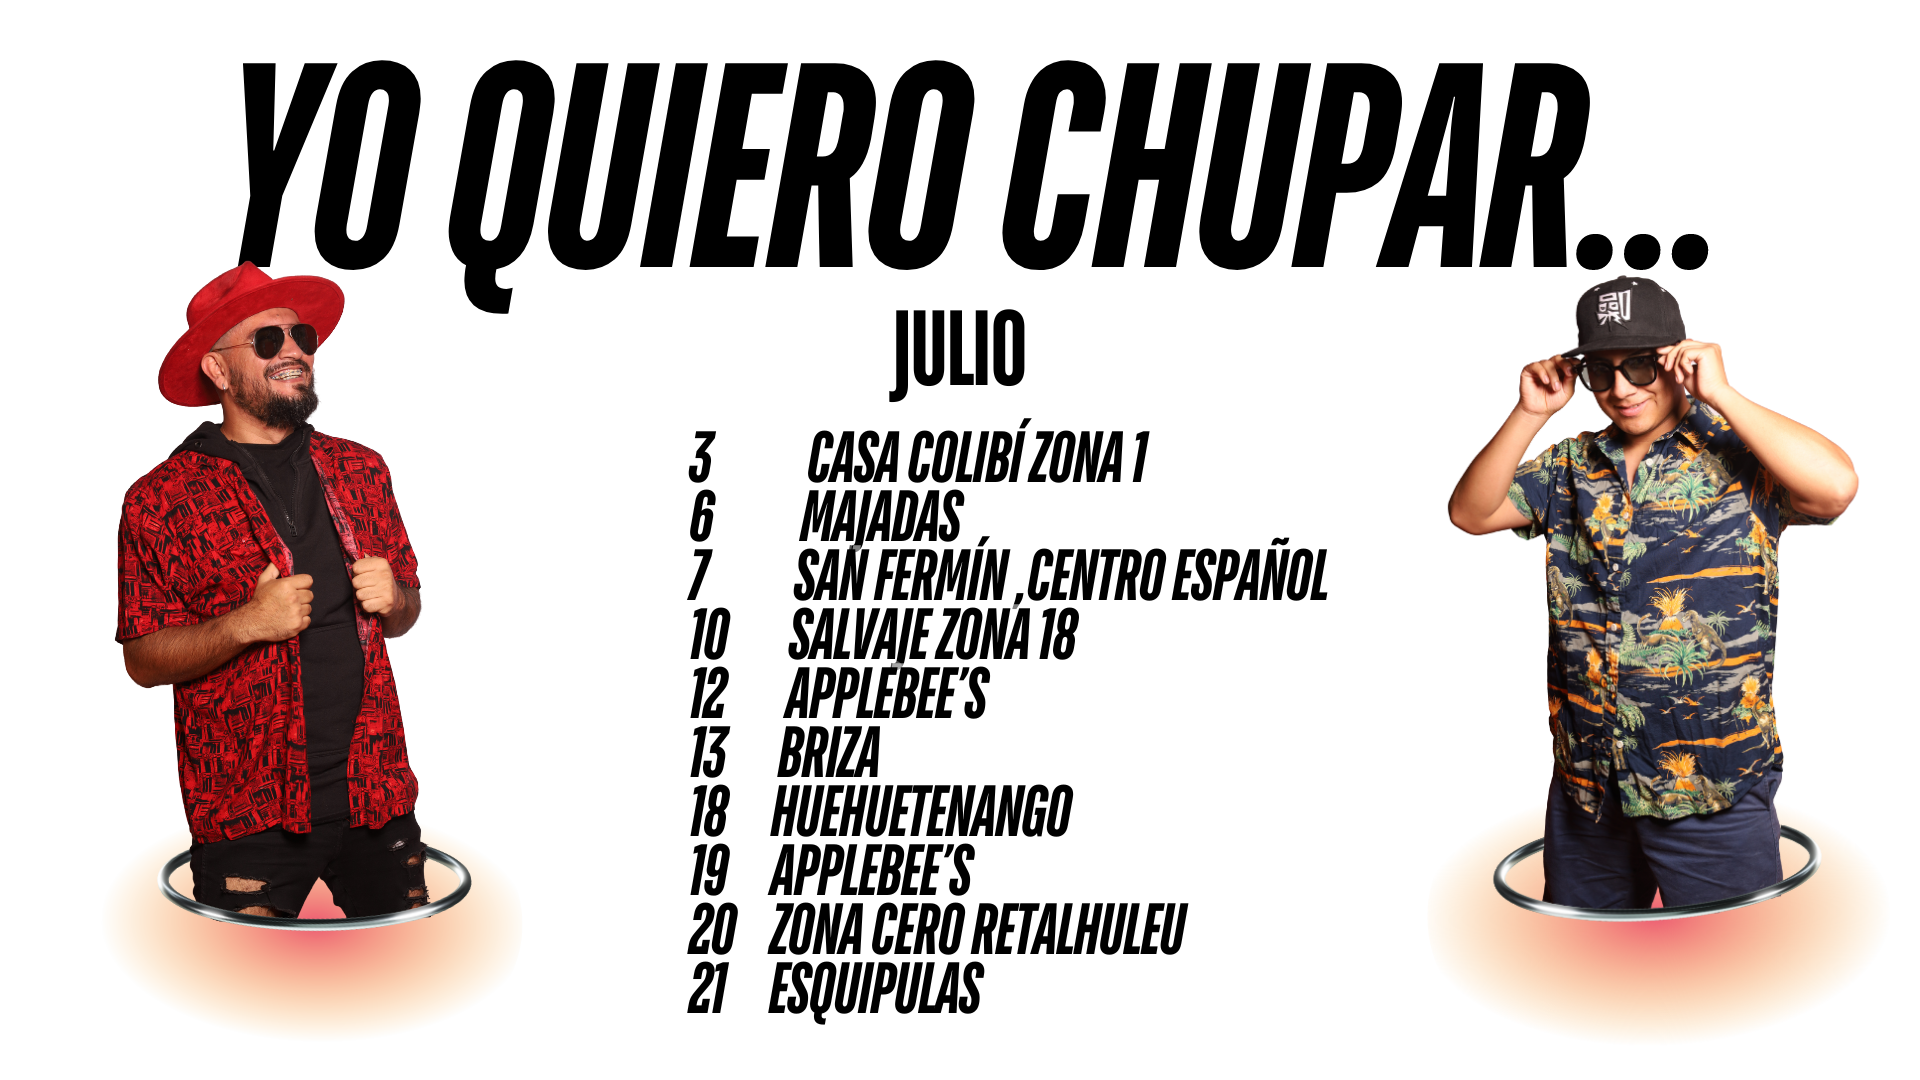 YO QUIERO CHUPAR...
JULIO
3 CASA COLIBÍ ZONA 1
6 MAJADAS
7 SAN FERMÍN ,CENTRO ESPAÑOL
10 SALVAJE ZONA 18
12 APPLEBEE'S
13 BRIZA
18 HUEHUETENANGO
19 APPLEBEE'S
20 ZONA CERO RETALHULEU
21 ESQUIPULAS